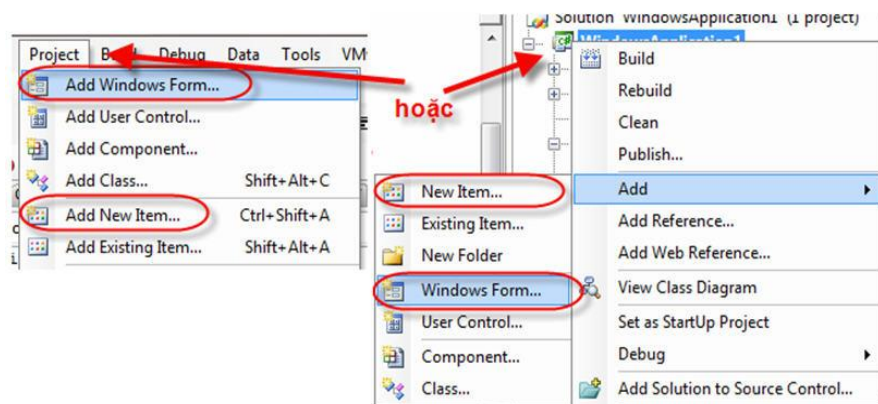 Project Build Debug Data Tools
Add Windows Form...
Add User Control...
Add Component...
Add Class... Shift+Alt+C
Add New Item... Ctrl+Shift+A
Add Existing Item... Shift+Alt+A
hoặc
Solution 'WindowsApplication1' (1 project)
WindowsApplication1
Build
Rebuild
Clean
Publish...
Add
Add Reference...
Add Web Reference...
View Class Diagram
Set as StartUp Project
Debug
Add Solution to Source Control...
New Item...
Existing Item...
New Folder
Windows Form...
User Control...
Component...
Class...